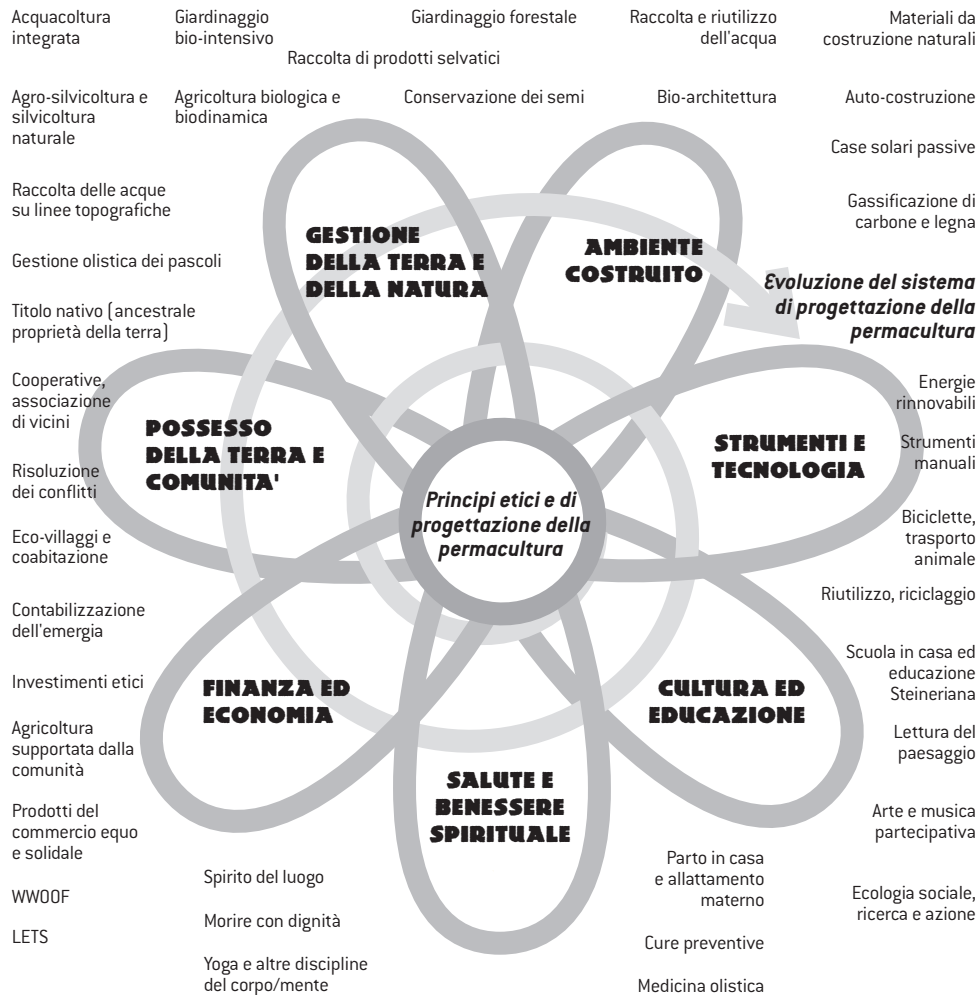 Acquacoltura
integrata
Giardinaggio
bio-intensivo
Giardinaggio forestale
Raccolta e riutilizzo
dell'acqua
Materiali da
costruzione naturali
Raccolta di prodotti selvatici
Agro-silvicoltura e
silvicoltura
naturale
Agricoltura biologica e
biodinamica
Conservazione dei semi
Bio-architettura
Auto-costruzione
Case solari passive
Raccolta delle acque
su linee topografiche
Gassificazione di
carbone e legna
GESTIONE
DELLA TERRA E
DELLA NATURA
AMBIENTE
COSTRUITO
Gestione olistica dei pascoli
Evoluzione del sistema
di progettazione della
permacultura
Titolo nativo (ancestrale
proprietà della terra)
Cooperative,
associazione
di vicini
Energie
rinnovabili
POSSESSO
DELLA TERRA E
COMUNITA'
STRUMENTI E
TECNOLOGIA
Strumenti
manuali
Risoluzione
dei conflitti
Principi etici e di
progettazione della
permacultura
Biciclette,
trasporto
animale
Eco-villaggi e
coabitazione
Riutilizzo, riciclaggio
Contabilizzazione
dell'emergia
Scuola in casa ed
educazione
Steineriana
Investimenti etici
FINANZA ED
ECONOMIA
CULTURA ED
EDUCAZIONE
Agricoltura
supportata dalla
comunità
Lettura del
paesaggio
SALUTE E
BENESSERE
SPIRITUALE
Prodotti del
commercio equo
e solidale
Arte e musica
partecipativa
Spirito del luogo
Parto in casa
e allattamento
materno
WWOOF
Ecologia sociale,
ricerca e azione
Morire con dignità
LETS
Cure preventive
Yoga e altre discipline
del corpo/mente
Medicina olistica